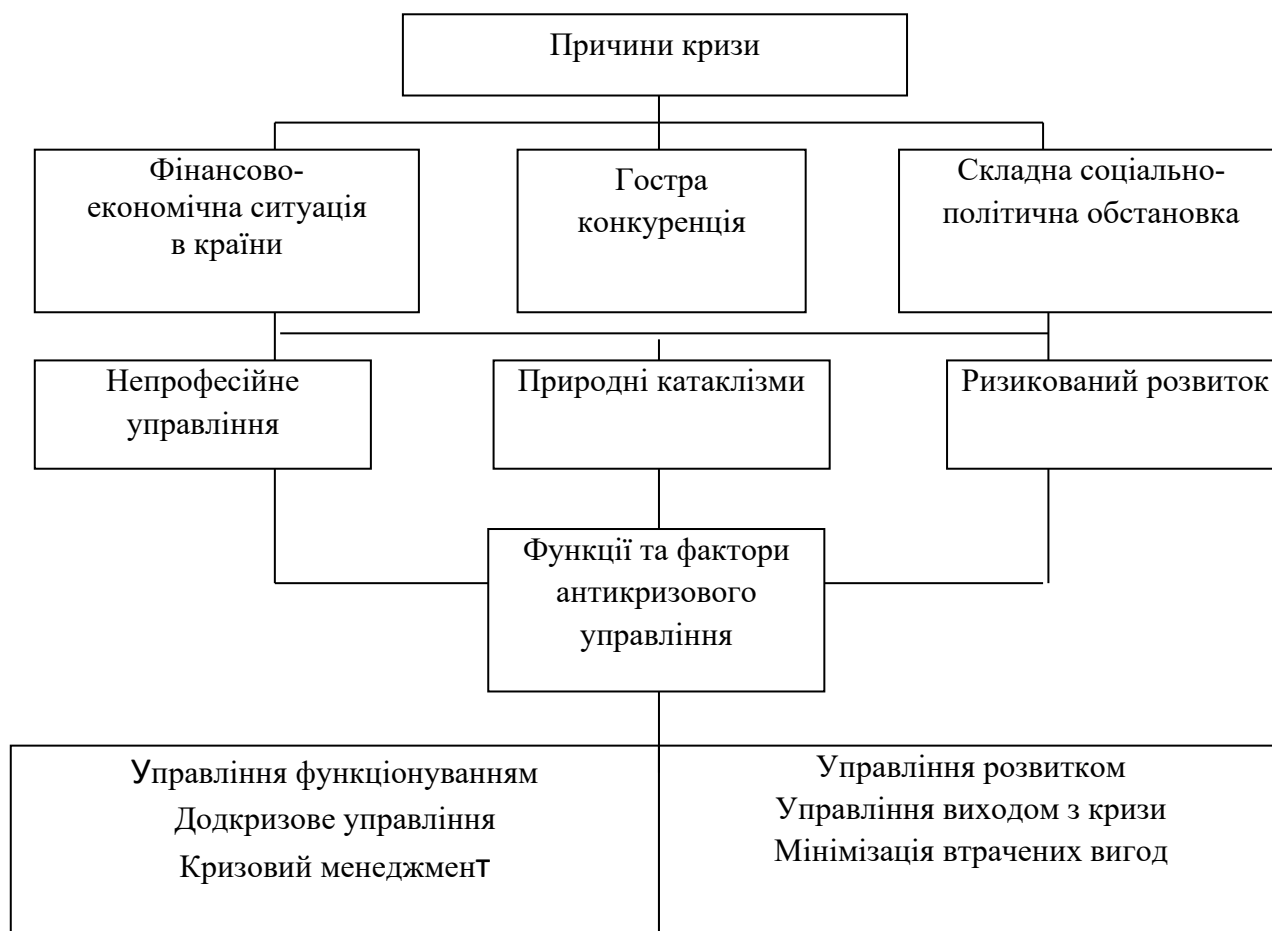 Причини кризи
Фінансово-
економічна ситуація
в країни
Гостра
конкуренція
Складна соціально-
політична обстановка
Непрофесійне
управління
Природні катаклізми
Ризикований розвиток
Функції та фактори
антикризового
управління
Управління функціонуванням
Додкризове управління
Кризовий менеджмент
Управління розвитком
Управління виходом з кризи
Мінімізація втрачених вигод